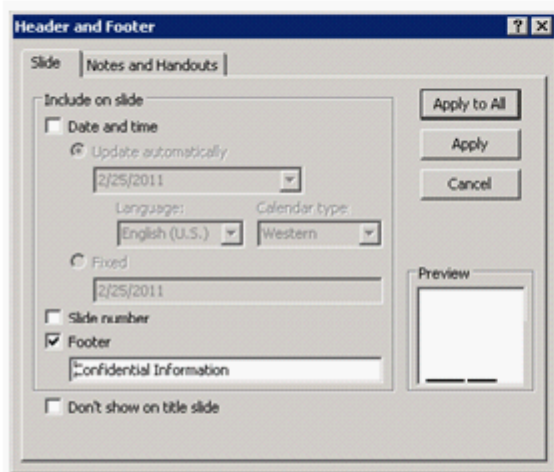 Header and Footer
Slide
Notes and Handouts
Include on slide
Date and time
Update automatically
2/25/2011
Language:
Calendar type:
English (U.S.)
Western
Fixed
2/25/2011
Slide number
Footer
Confidential Information
Don't show on title slide
Apply to All
Apply
Cancel
Preview